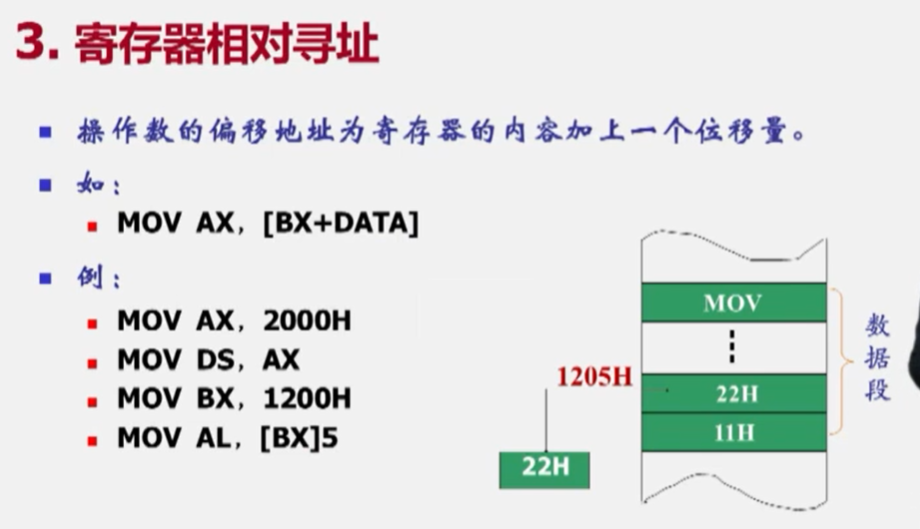 3. 寄存器相对寻址
操作数的偏移地址为寄存器的内容加上一个位移量。
如：
MOV AX, [BX+DATA]
例：
MOV AX, 2000H
MOV DS, AX
MOV BX, 1200H
MOV AL, [BX]5
MOV
1205H
22H
11H
22H
数据段